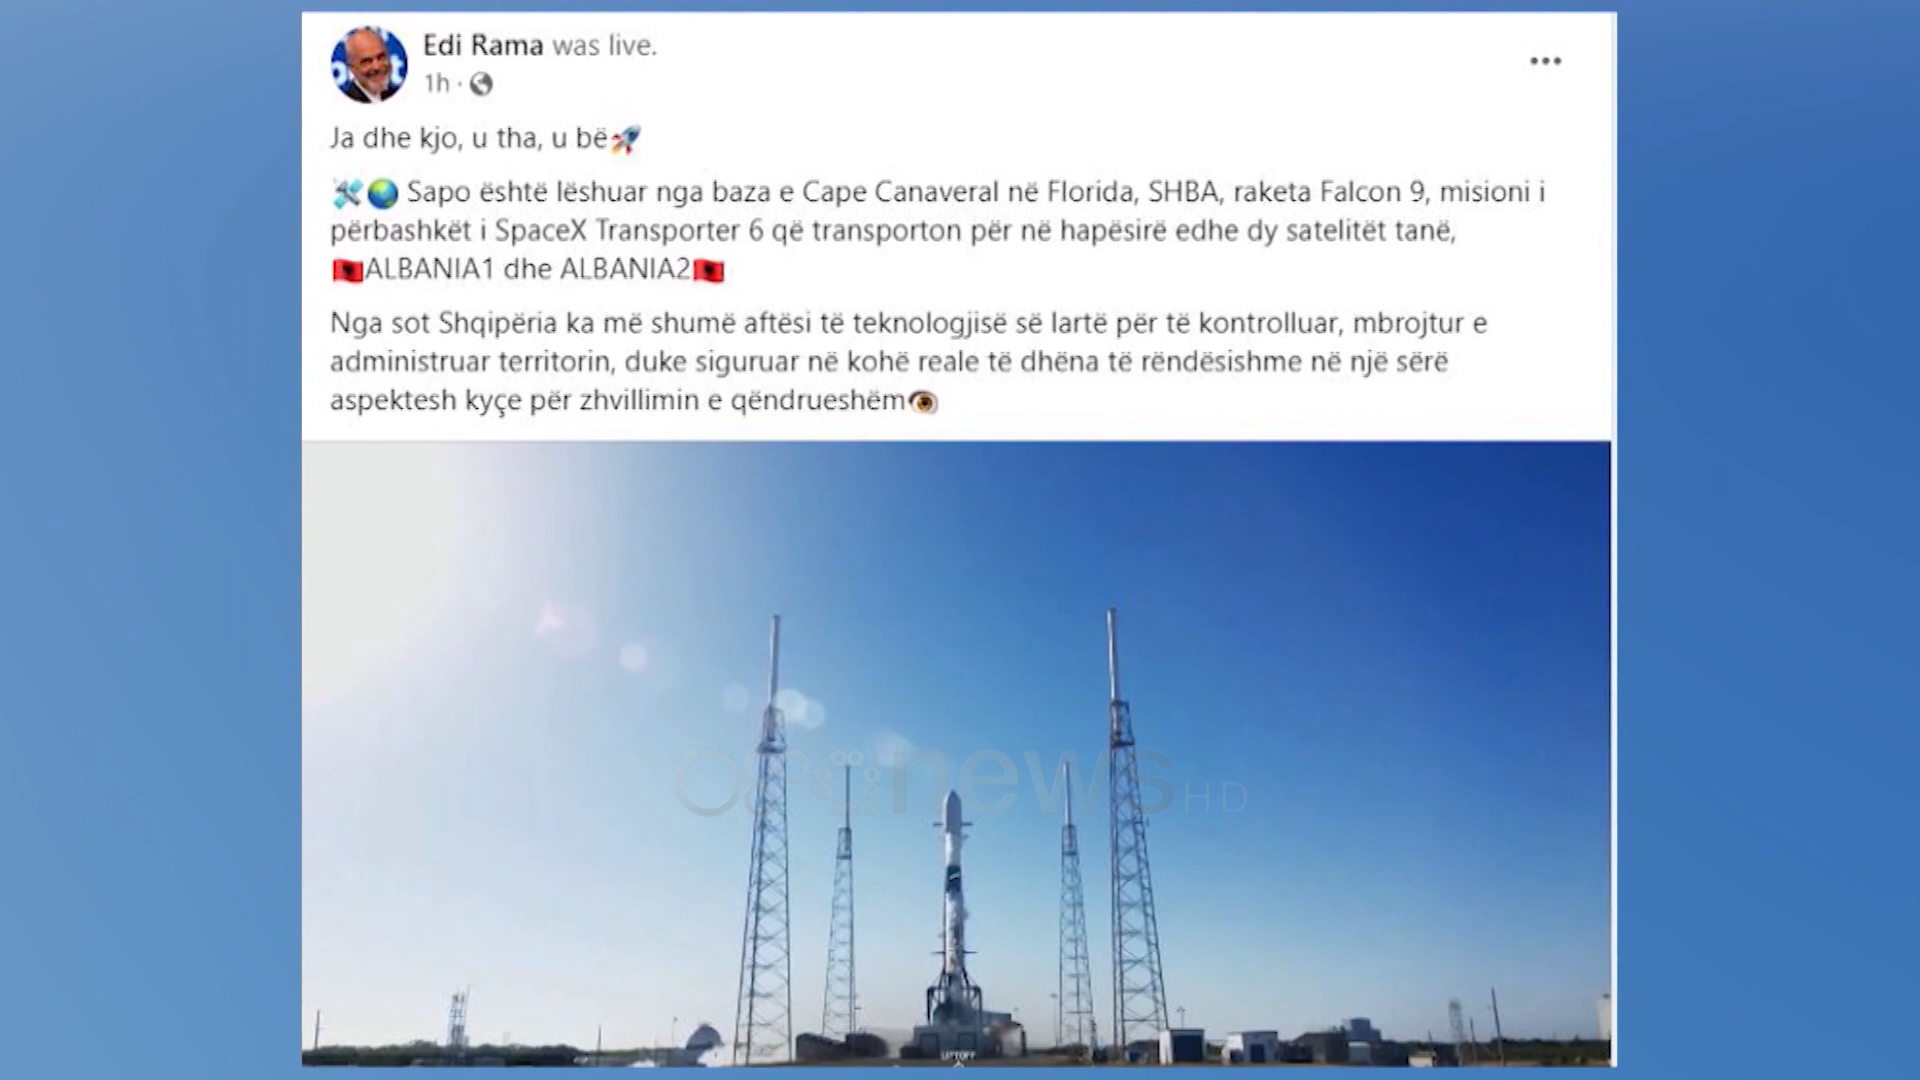 Edi Rama was live.
1h ·
Ja dhe kjo, u tha, u bë🚀
🛰️🌍 Sapo është lëshuar nga baza e Cape Canaveral në Florida, SHBA, raketa Falcon 9, misioni i
përbashkët i SpaceX Transporter 6 që transporton për në hapësirë edhe dy satelitët tanë,
🇦🇱ALBANIA1 dhe ALBANIA2🇦🇱
Nga sot Shqipëria ka më shumë aftësi të teknologjisë së lartë për të kontrolluar, mbrojtur e
administruar territorin, duke siguruar në kohë reale të dhëna të rëndësishme në një sërë
aspektesh kyçe për zhvillimin e qëndrueshëm👁️
news HD
LIFTOFF